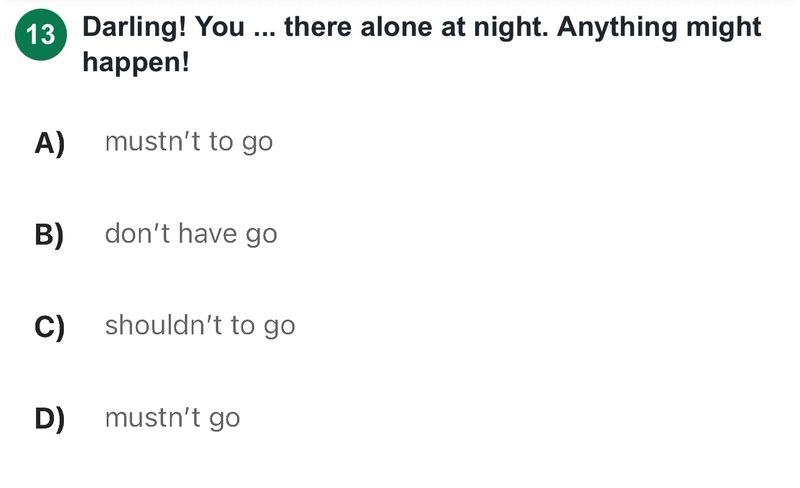 13 Darling! You ... there alone at night. Anything might
happen!
A) mustn't to go
B) don't have go
C) shouldn't to go
D) mustn't go